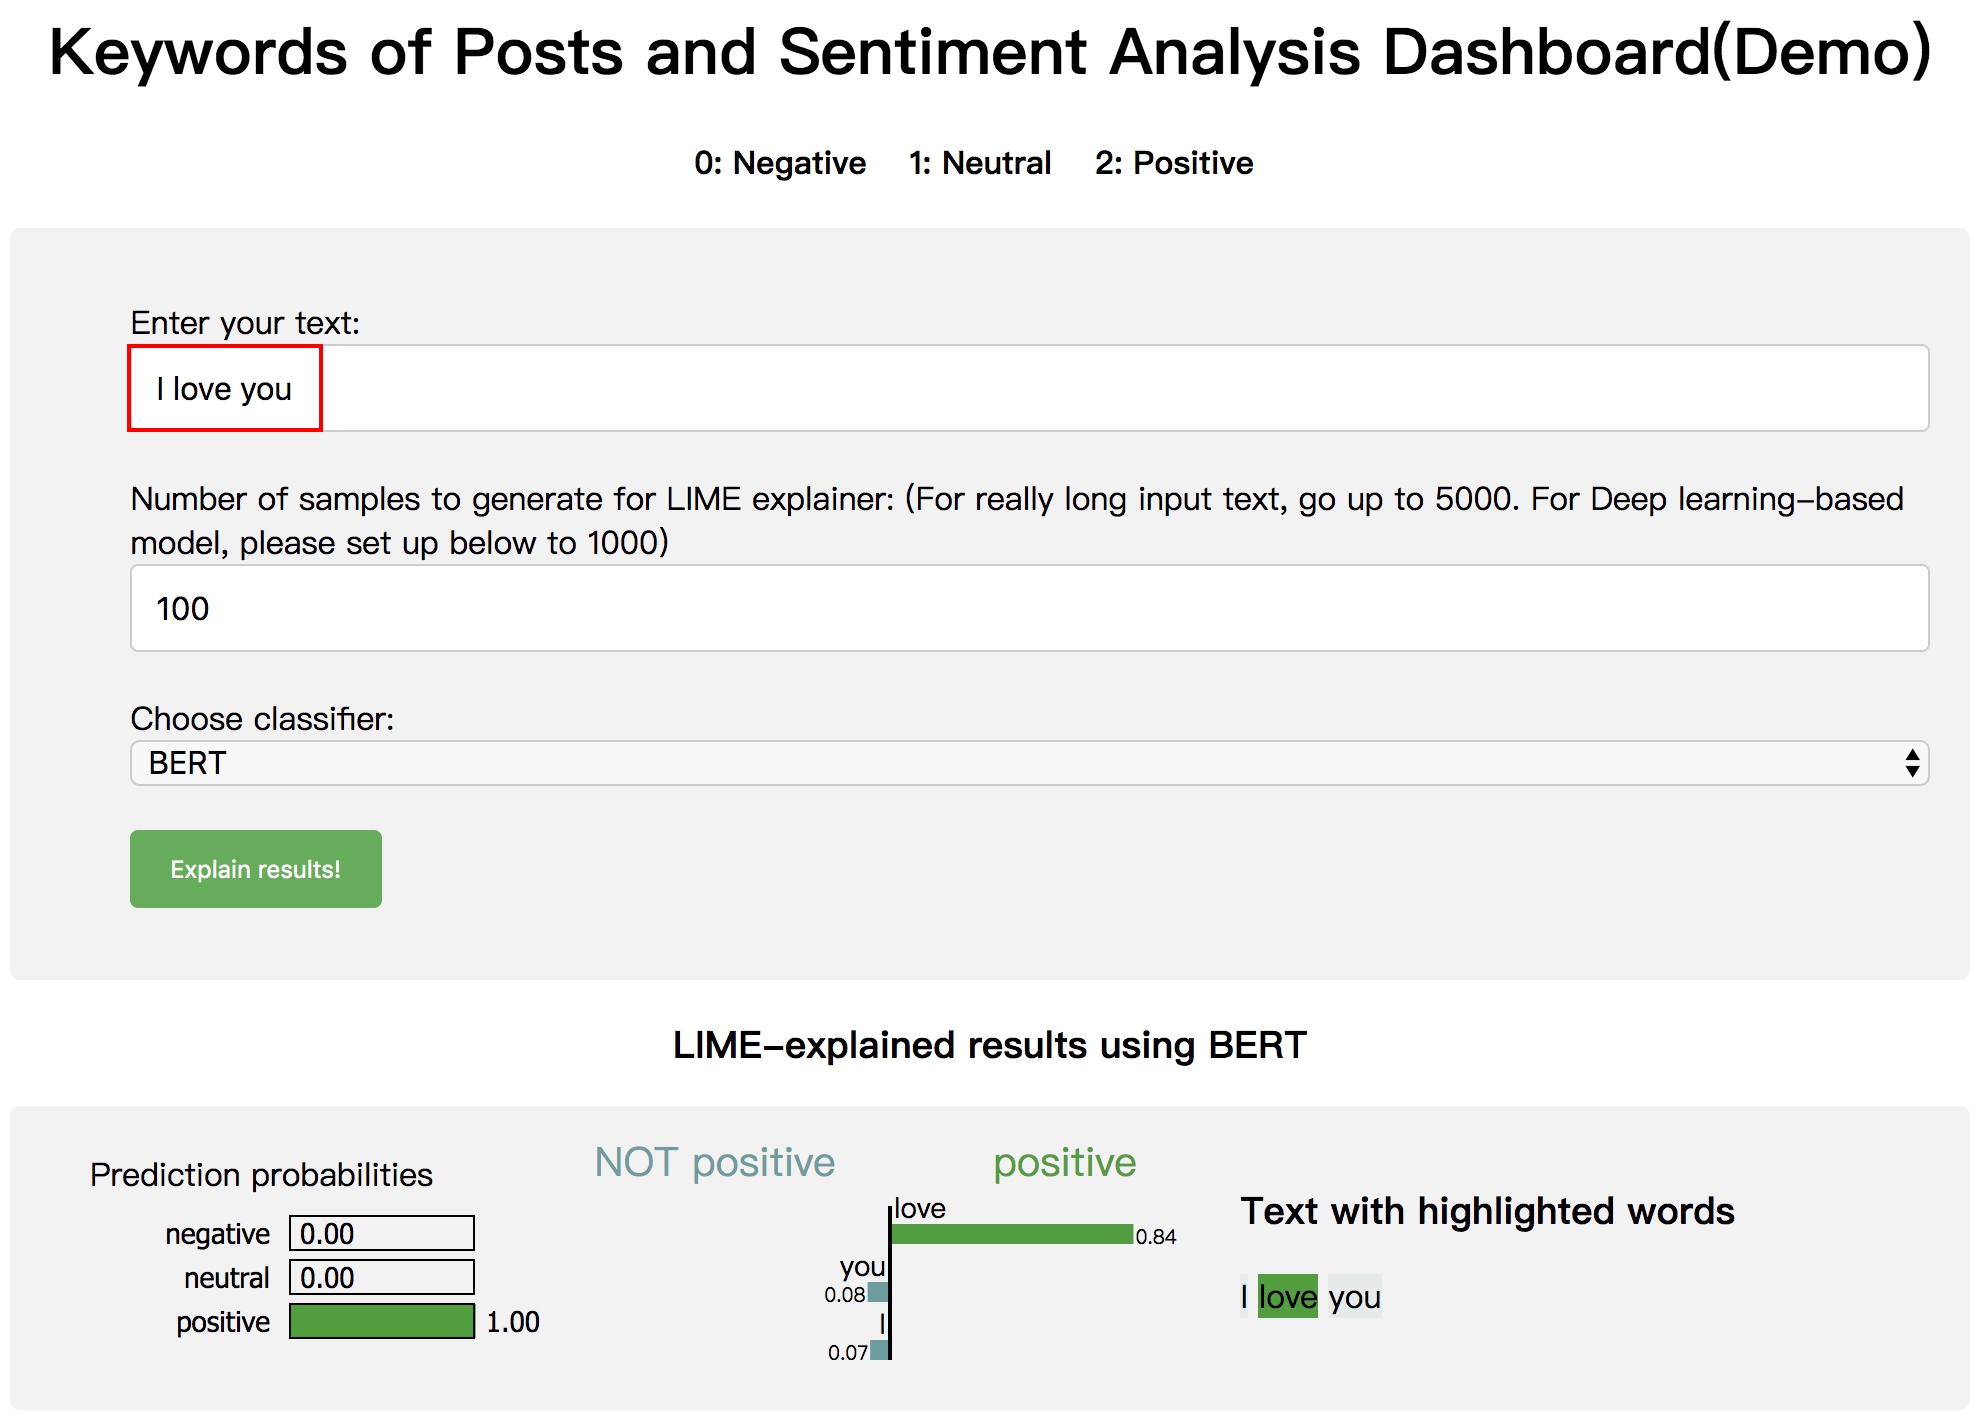 Keywords of Posts and Sentiment Analysis Dashboard(Demo)
0: Negative 1: Neutral 2: Positive
Enter your text:
I love you
Number of samples to generate for LIME explainer: (For really long input text, go up to 5000. For Deep learning-based
model, please set up below to 1000)
100
Choose classifier:
BERT
Explain results!
LIME-explained results using BERT
Prediction probabilities
negative 0.00
neutral 0.00
positive 1.00
NOT positive positive
love
0.84
you
0.08
I
0.07
Text with highlighted words
I love you